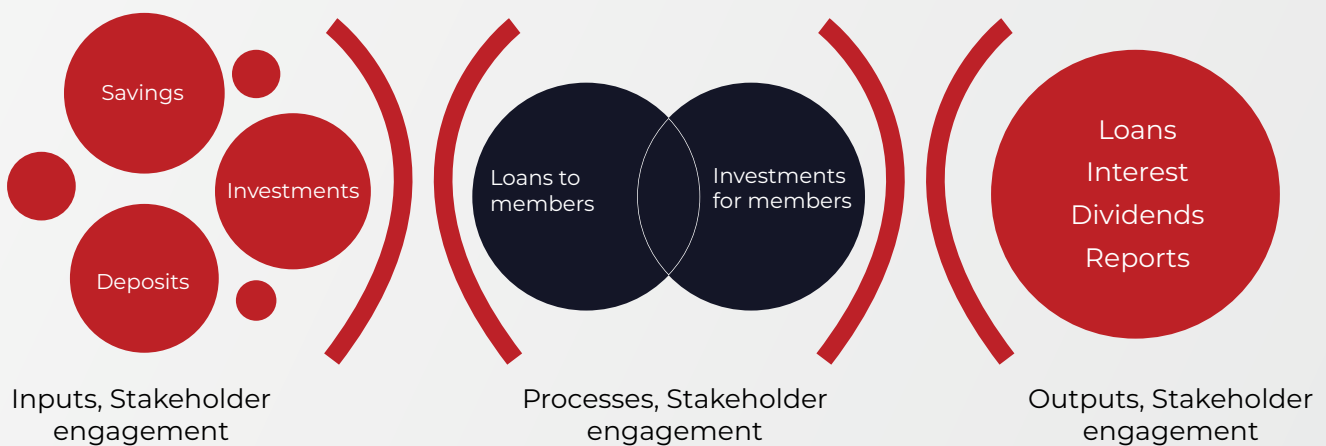 Savings
Investments
Deposits
Loans to
members
Investments
for members
Loans
Interest
Dividends
Reports
Inputs, Stakeholder
engagement
Processes, Stakeholder
engagement
Outputs, Stakeholder
engagement